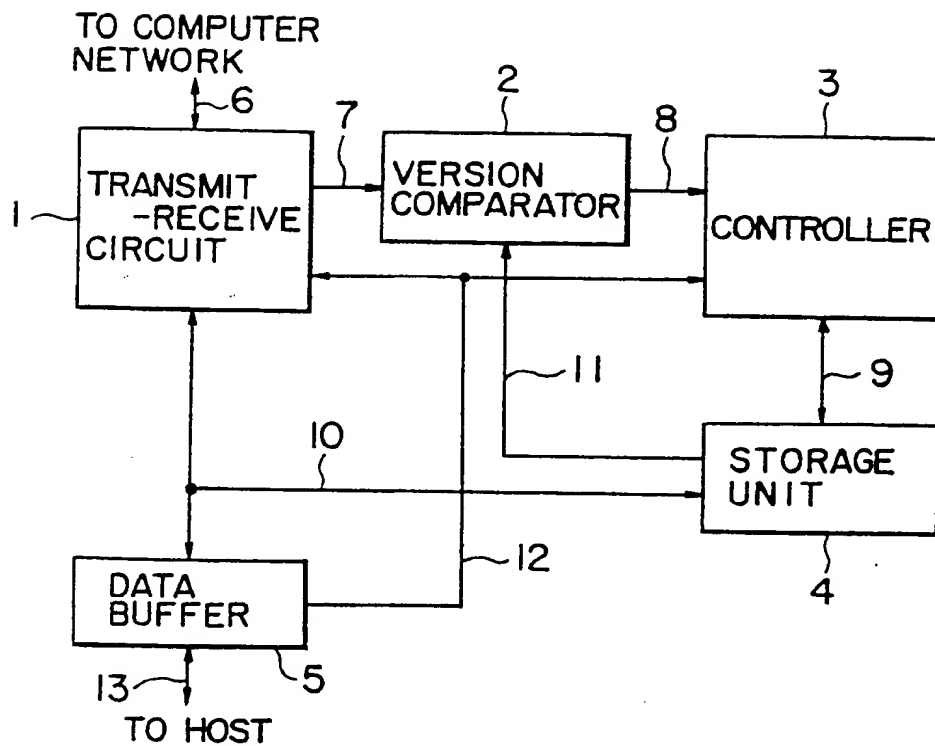 TO COMPUTER
NETWORK
6
7
2
8
3
1
TRANSMIT
-RECEIVE
CIRCUIT
VERSION
COMPARATOR
CONTROLLER
11
9
10
STORAGE
UNIT
12
4
DATA
BUFFER
13
5
TO HOST